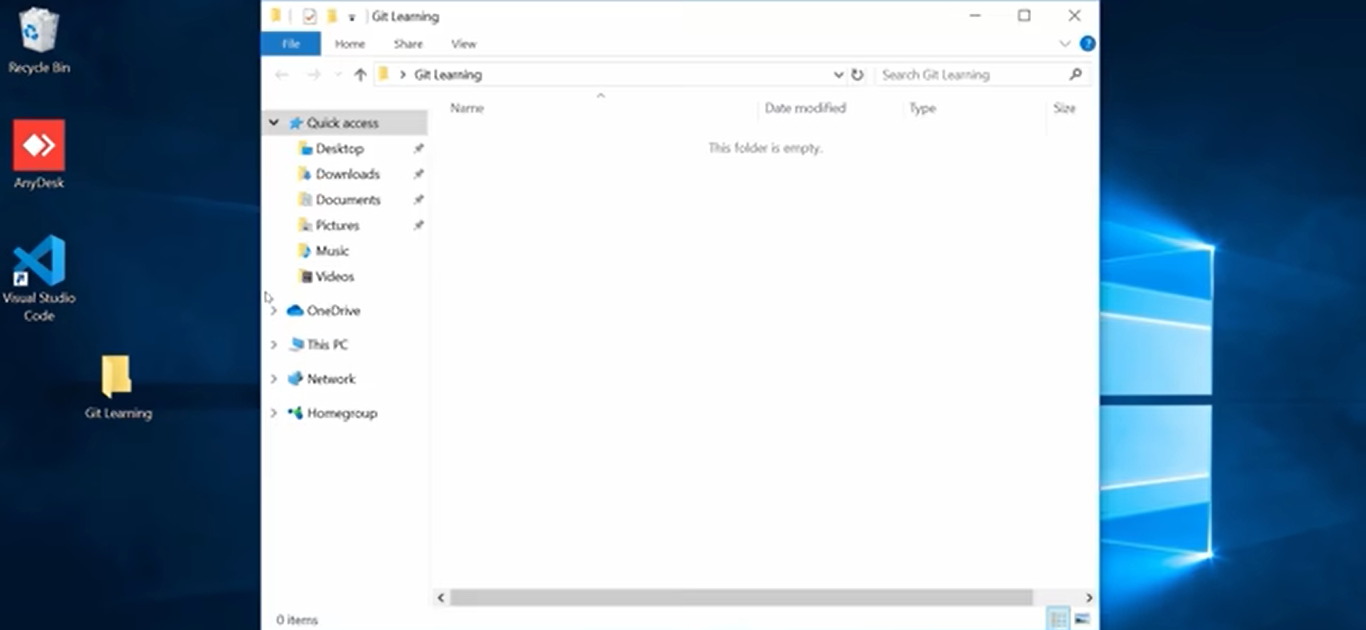 Recycle Bin
AnyDesk
Visual Studio
Code
Git Learning
Git Learning
File Home Share View
Git Learning
Search Git Learning
Name Date modified Type Size
This folder is empty.
Quick access
Desktop
Downloads
Documents
Pictures
Music
Videos
OneDrive
This PC
Network
Homegroup
0 items